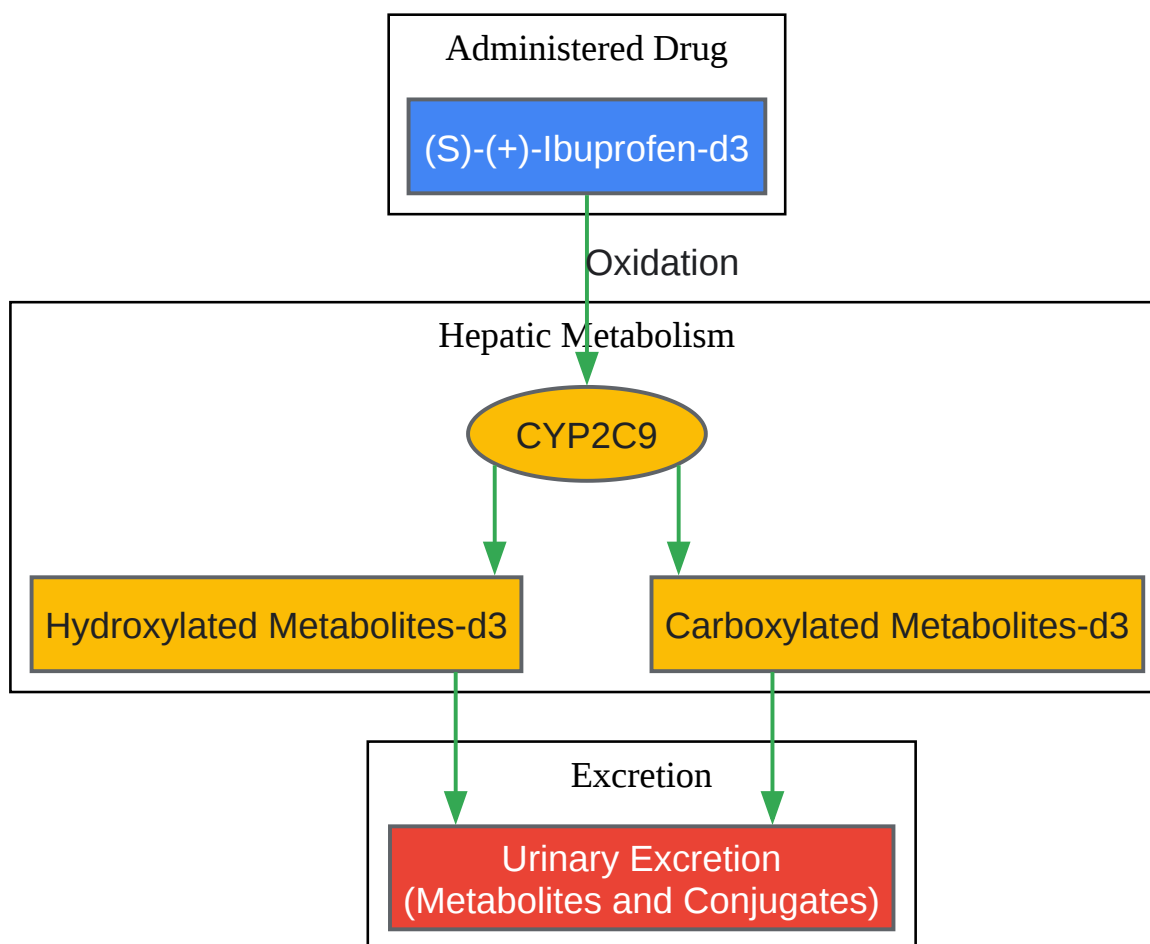 Administered Drug
(S)-(+)-Ibuprofen-d3
Oxidation
Hepatic Metabolism
CYP2C9
Hydroxylated Metabolites-d3
Carboxylated Metabolites-d3
Excretion
Urinary Excretion
(Metabolites and Conjugates)